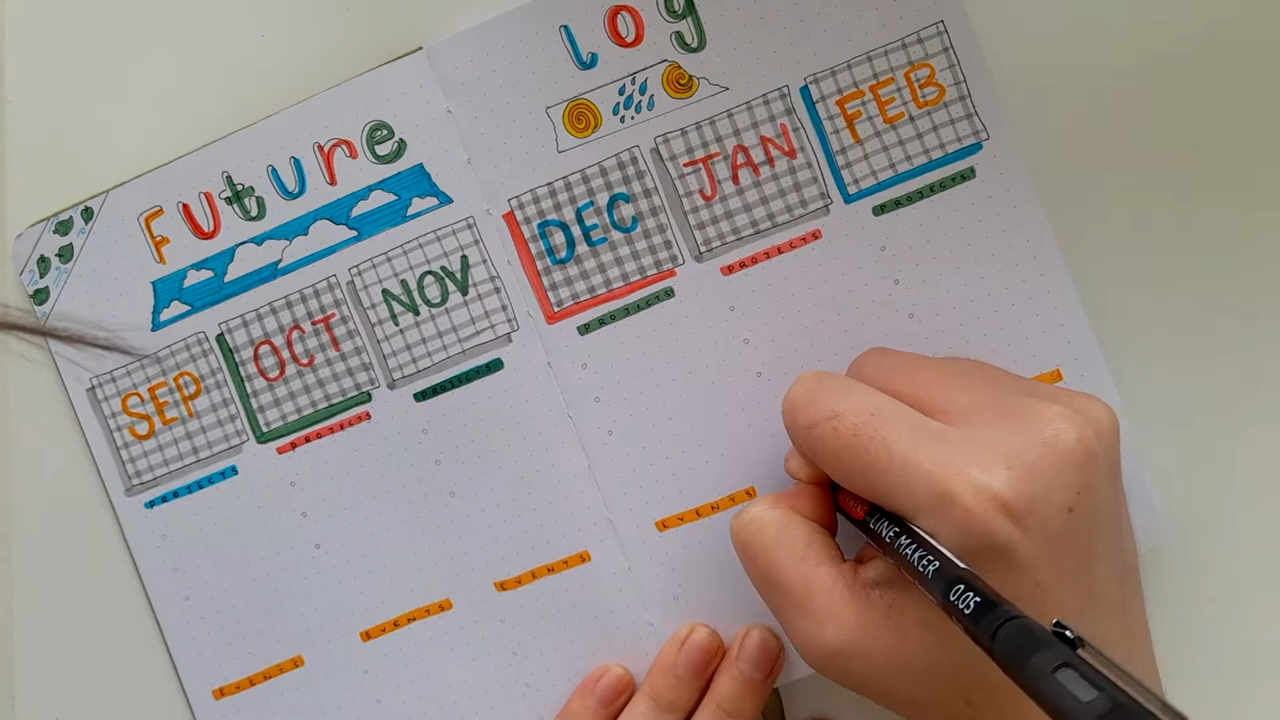 Future
log
SEP
OCT
NOV
DEC
JAN
FEB
PROJECTS
PROJECTS
PROJECTS
PROJECTS
PROJECTS
PROJECTS
EVENTS
EVENTS
EVENTS
EVENTS
LINE MAKER 0.05